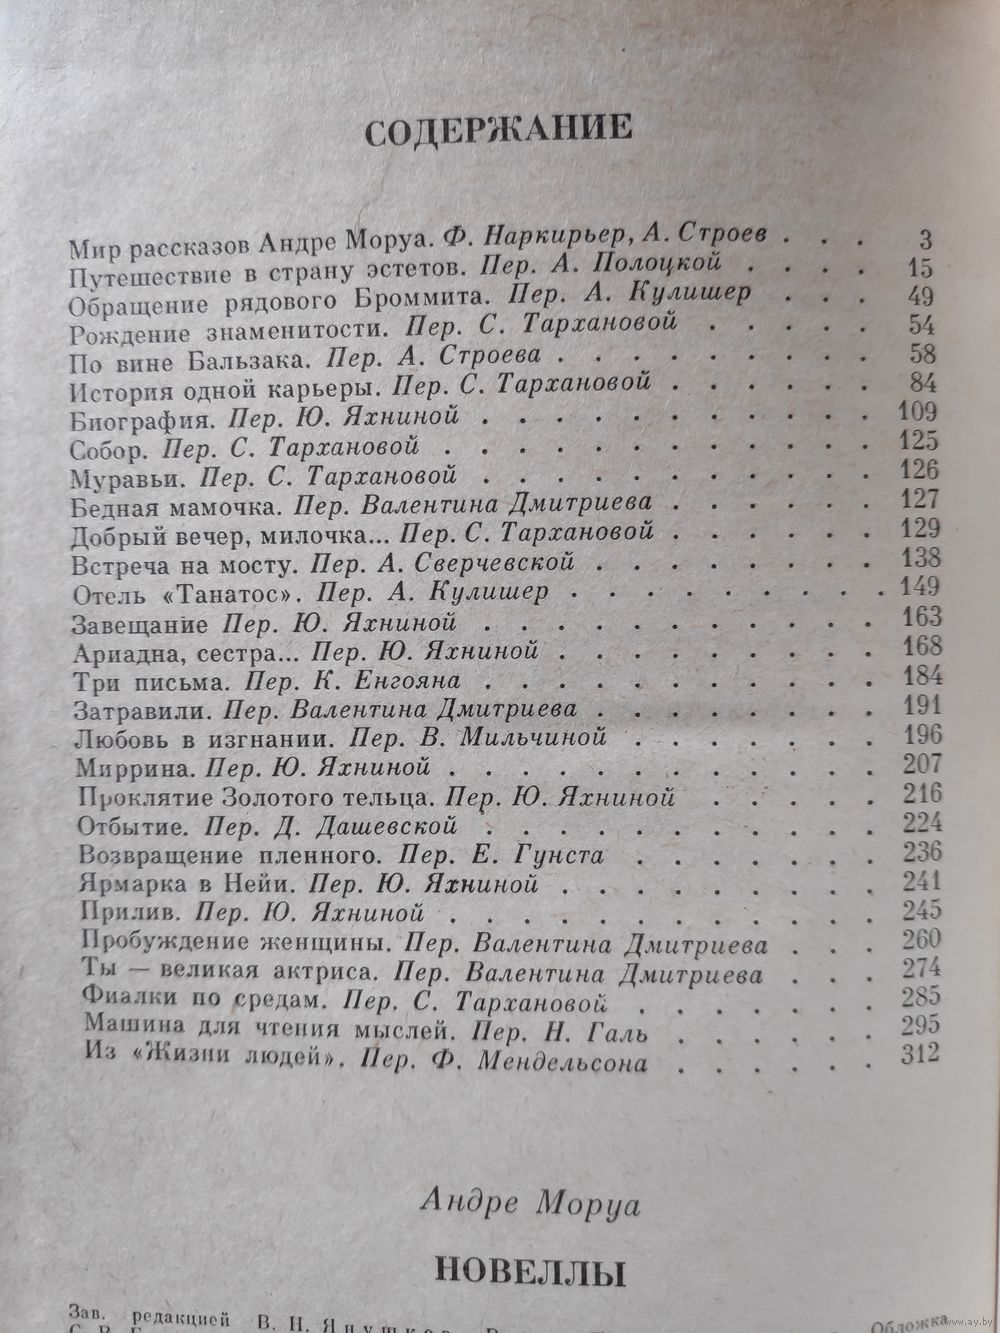 СОДЕРЖАНИЕ
Мир рассказов Андре Моруа. Ф. Наркирьер, А. Строев . . . 3
Путешествие в страну эстетов. Пер. А. Полоцкой . . . . 15
Обращение рядового Броммита. Пер. А. Кулишер . . . 49
Рождение знаменитости. Пер. С. Тархановой . . . . . 54
По вине Бальзака. Пер. А. Строева . . . . . . . . . 58
История одной карьеры. Пер. С. Тархановой . . . . . . 84
Биография. Пер. Ю. Яхниной . . . . . . . . . . . 109
Собор. Пер. С. Тархановой . . . . . . . . . . . . 125
Муравьи. Пер. С. Тархановой . . . . . . . . . . . 126
Бедная мамочка. Пер. Валентина Дмитриева . . . . . . 127
Добрый вечер, милочка... Пер. С. Тархановой . . . . . . 129
Встреча на мосту. Пер. А. Сверчевской . . . . . . . . 138
Отель «Танатос». Пер. А. Кулишер . . . . . . . . . 149
Завещание Пер. Ю. Яхниной . . . . . . . . . . . 163
Ариадна, сестра... Пер. Ю. Яхниной . . . . . . . . . 168
Три письма. Пер. К. Енгояна . . . . . . . . . . . 184
Затравили. Пер. Валентина Дмитриева . . . . . . . . 191
Любовь в изгнании. Пер. В. Мильчиной . . . . . . . 196
Миррина. Пер. Ю. Яхниной . . . . . . . . . . . . 207
Проклятие Золотого тельца. Пер. Ю. Яхниной . . . . . 216
Отбытие. Пер. Д. Дашевской . . . . . . . . . . . 224
Возвращение пленного. Пер. Е. Гунста . . . . . . . 236
Ярмарка в Нейи. Пер. Ю. Яхниной . . . . . . . . . 241
Прилив. Пер. Ю. Яхниной . . . . . . . . . . . . 245
Пробуждение женщины. Пер. Валентина Дмитриева . . . 260
Ты — великая актриса. Пер. Валентина Дмитриева . . . 274
Фиалки по средам. Пер. С. Тархановой . . . . . . . 285
Машина для чтения мыслей. Пер. Н. Галь . . . . . . 295
Из «Жизни людей». Пер. Ф. Мендельсона . . . . . . 312
Андре Моруа
НОВЕЛЛЫ
Зав. редакцией В. Н. Янушков
Обложка
www.ay.by